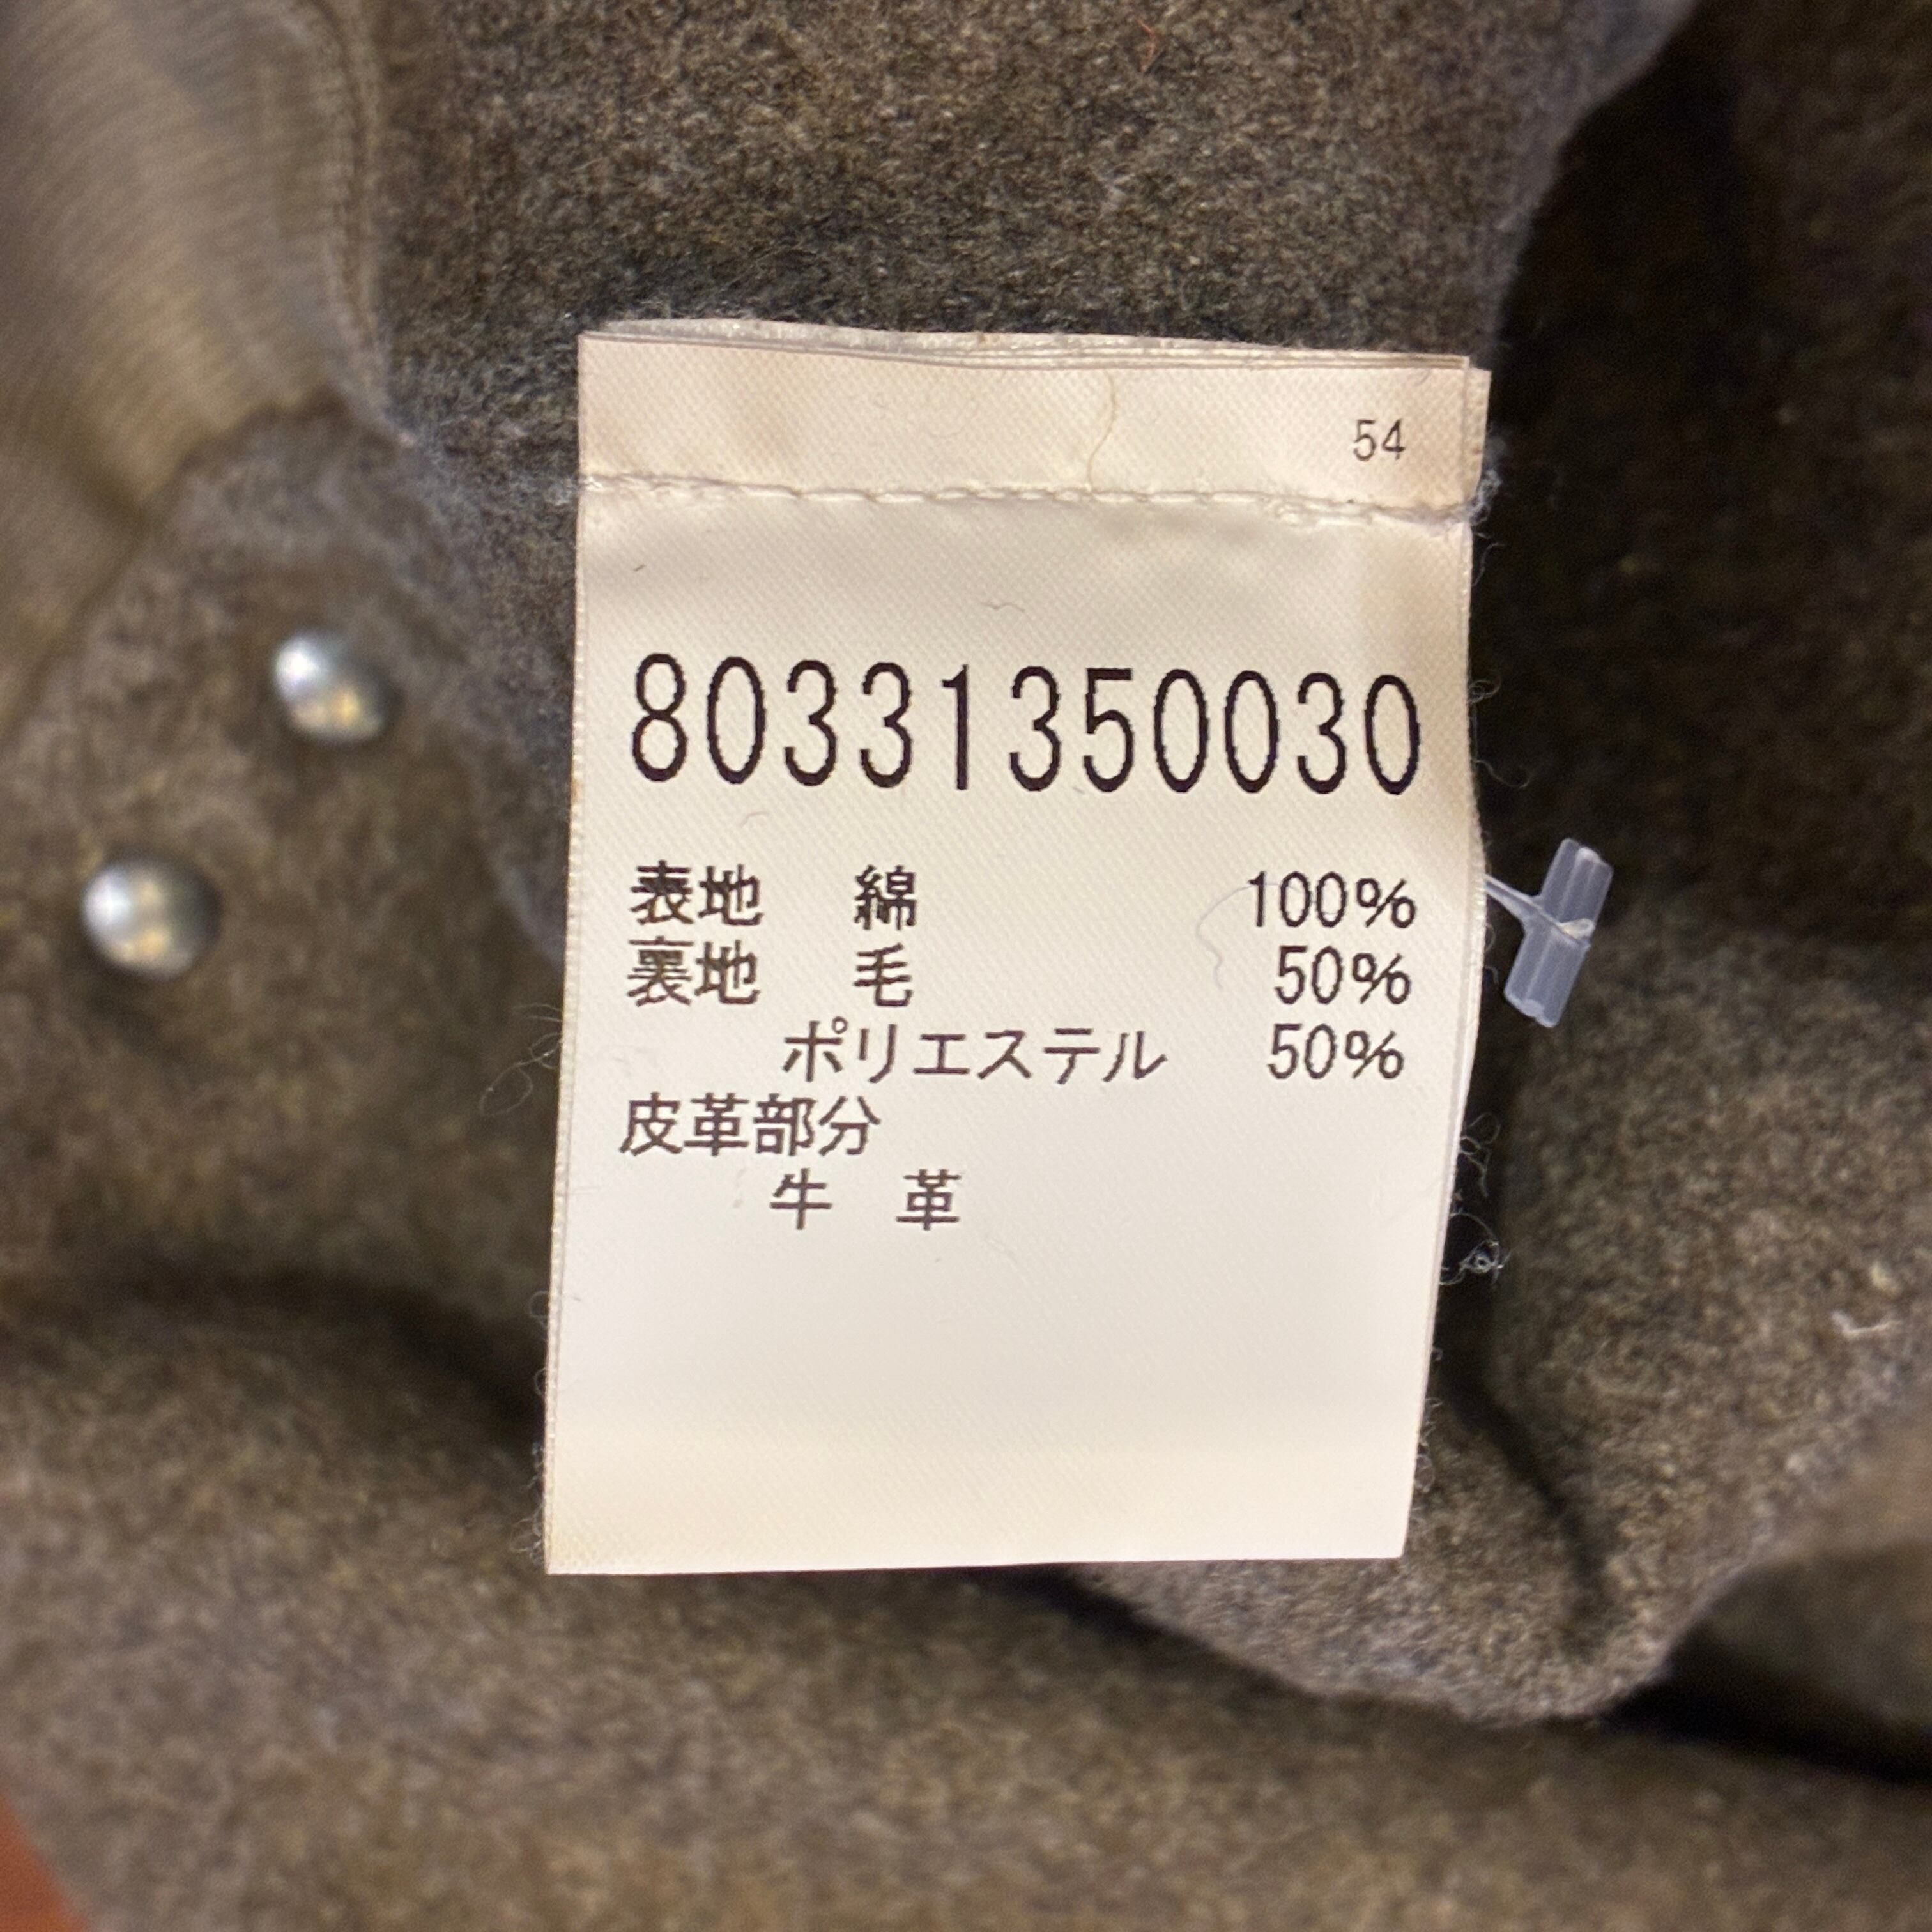 54
80331350030
表地 綿 100%
裏地 毛 50%
ポリエステル 50%
皮革部分
牛 革